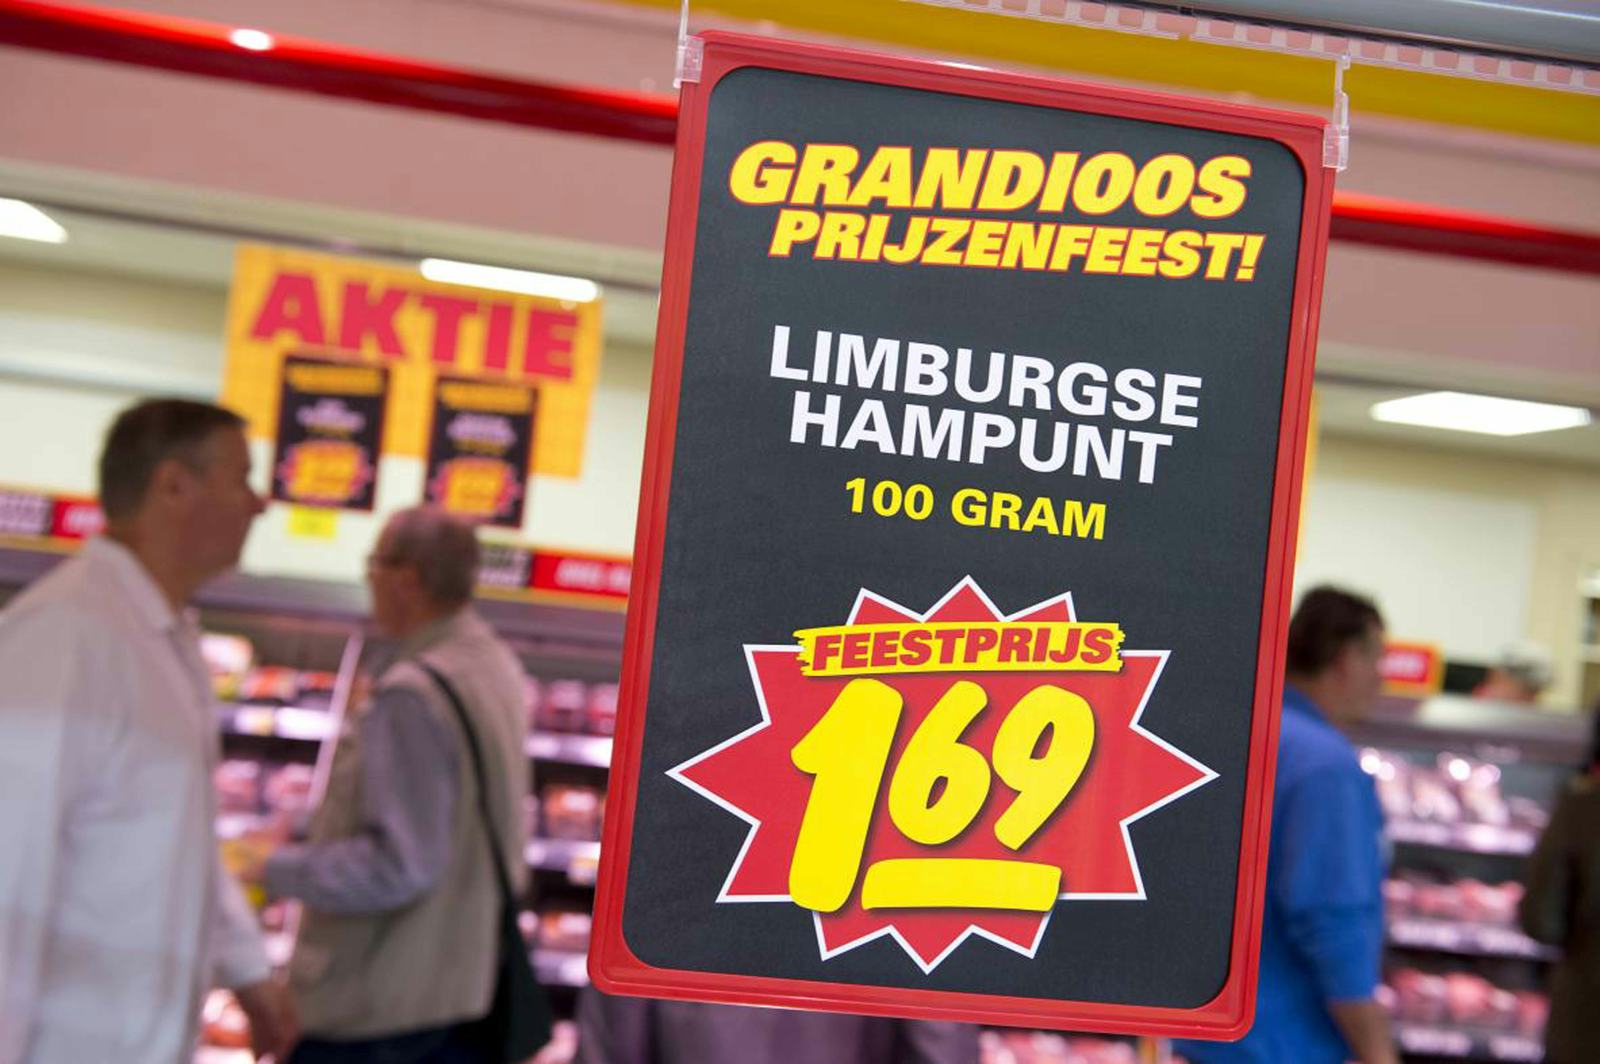 GRANDIOOS
PRIJZENFEEST!
LIMBURGSE
HAMPUNT
100 GRAM
FEESTPRIJS
169
AKTIE